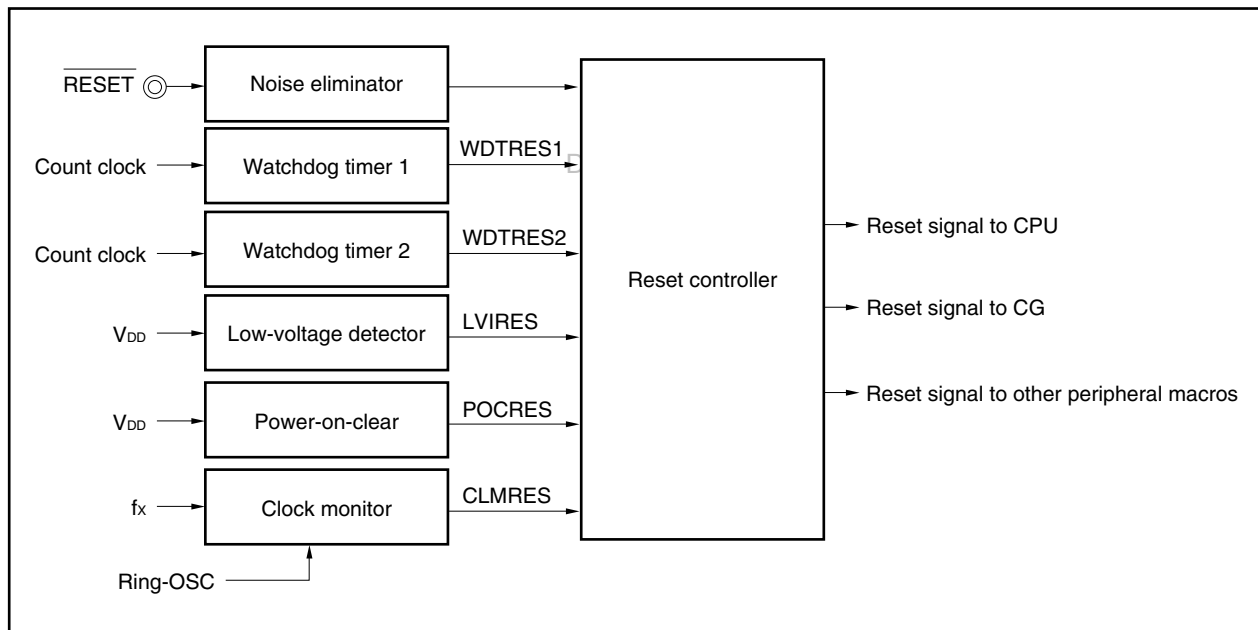 RESET
Noise eliminator
Count clock
Watchdog timer 1
WDTRES1
D
Count clock
Watchdog timer 2
WDTRES2
VDD
Low-voltage detector
LVIRES
VDD
Power-on-clear
POCRES
fx
Clock monitor
CLMRES
Ring-OSC
Reset controller
Reset signal to CPU
Reset signal to CG
Reset signal to other peripheral macros